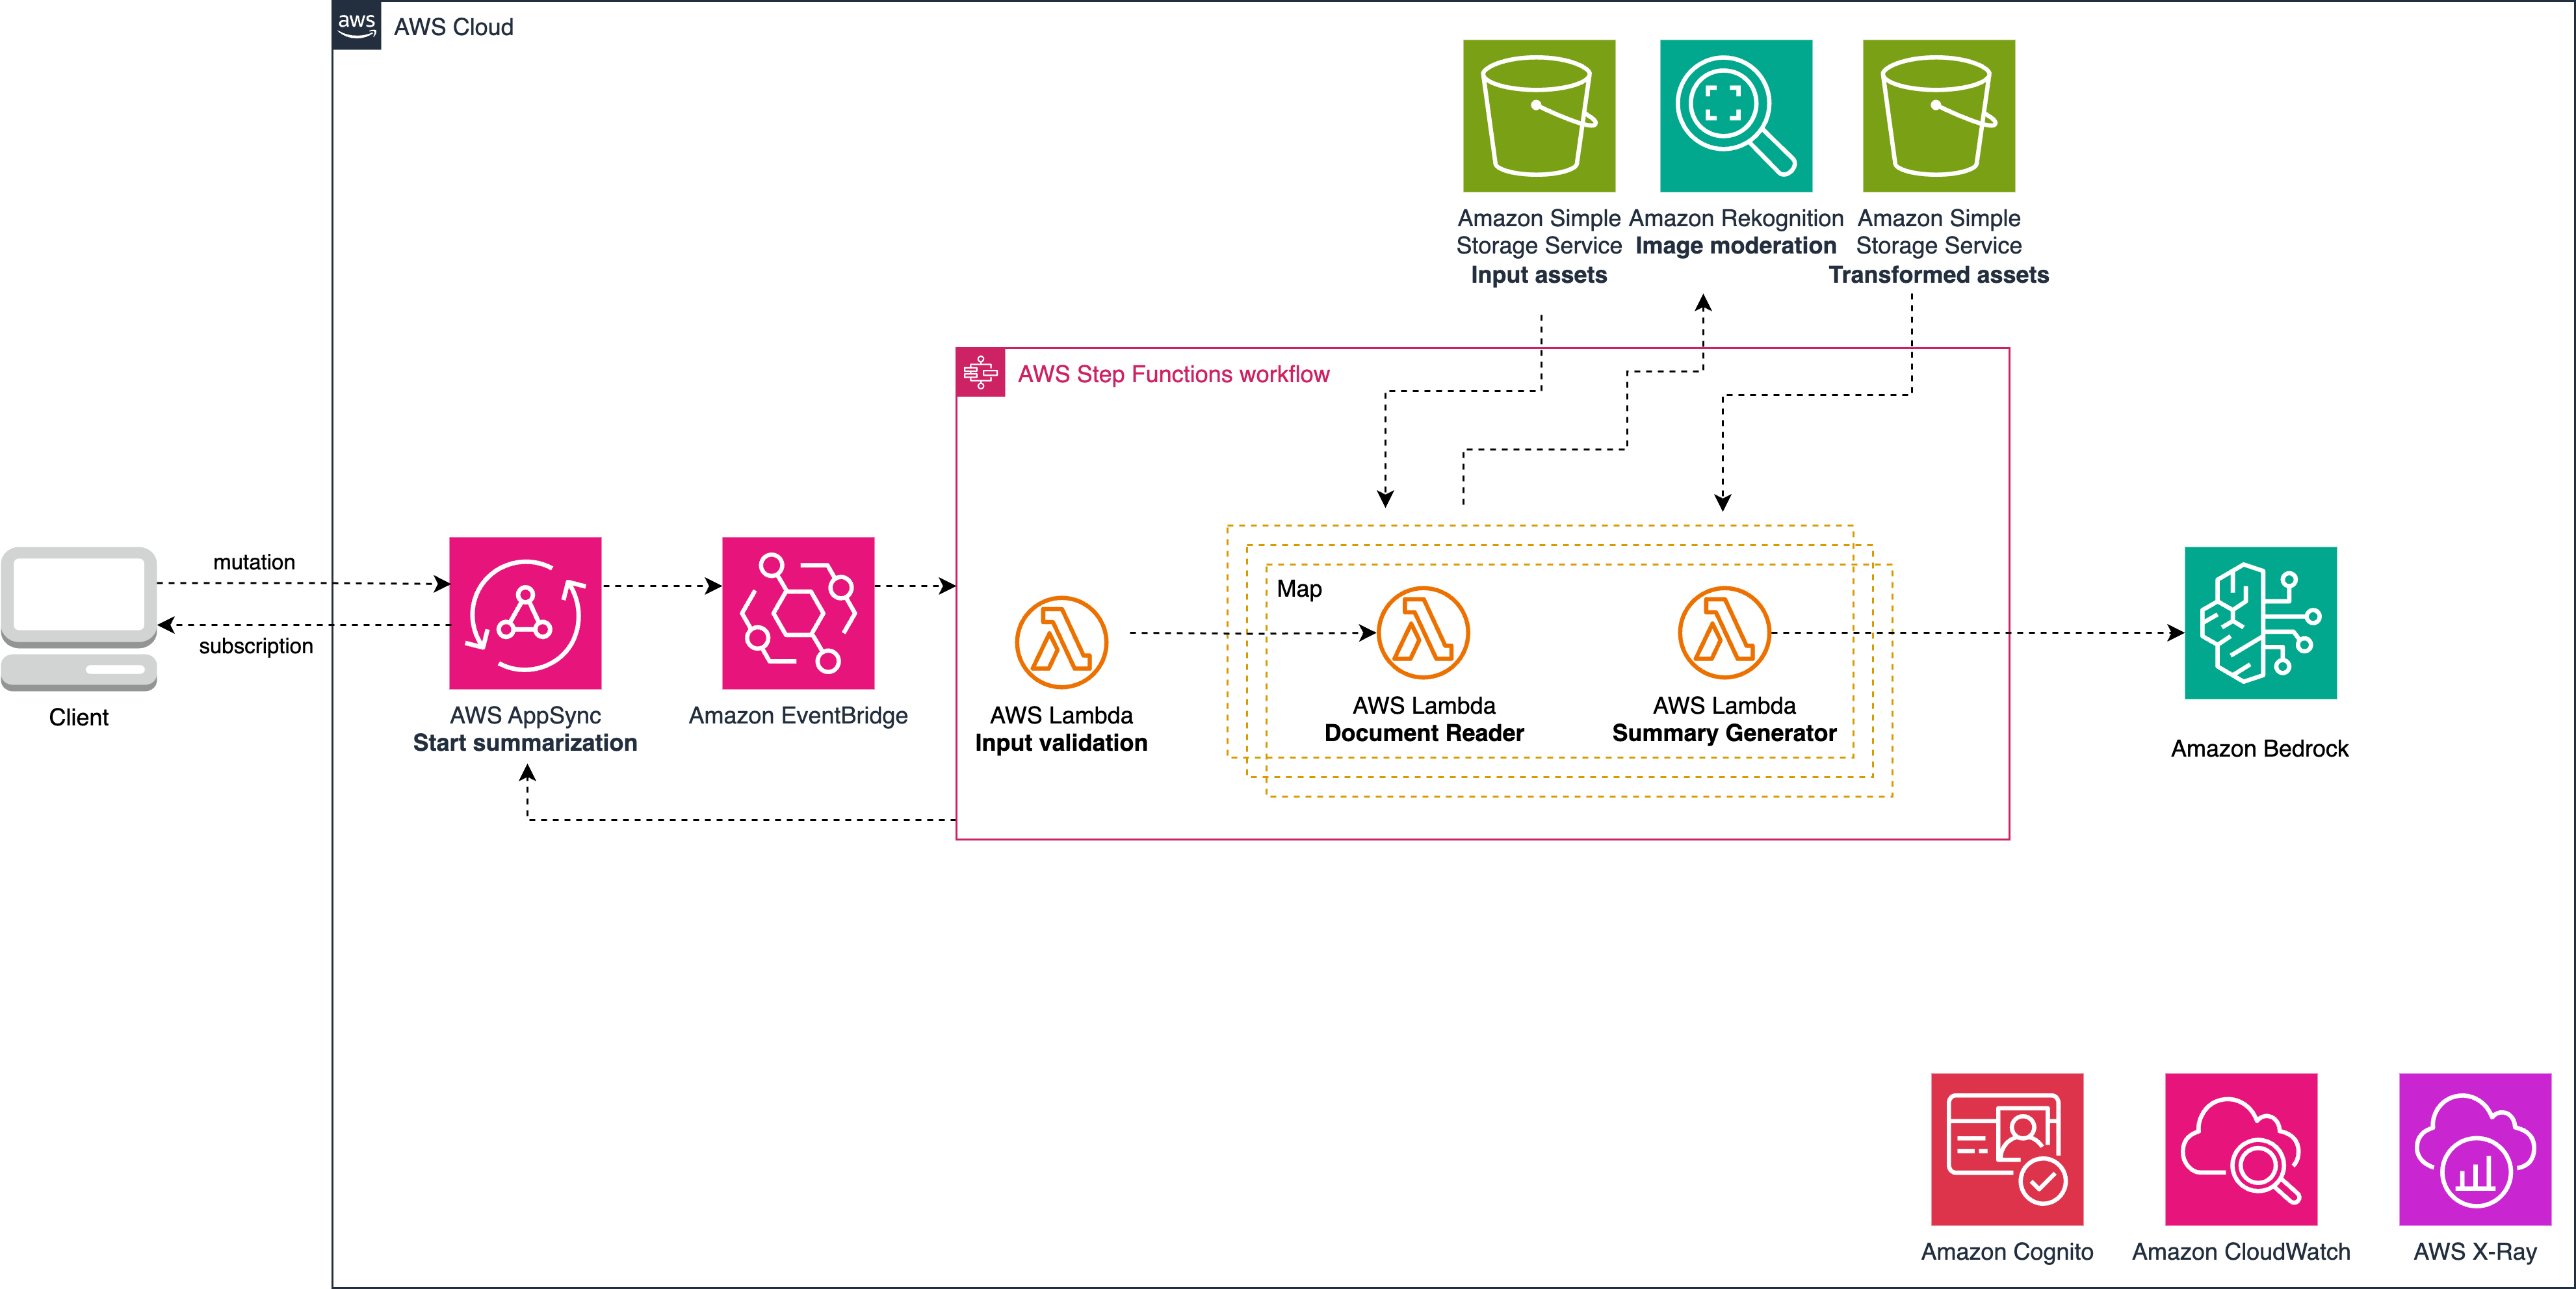 aws
AWS Cloud
Amazon Simple
Storage Service
Input assets
Amazon Rekognition
Image moderation
Amazon Simple
Storage Service
Transformed assets
AWS Step Functions workflow
mutation
subscription
Client
AWS AppSync
Start summarization
Amazon EventBridge
AWS Lambda
Input validation
Map
AWS Lambda
Document Reader
AWS Lambda
Summary Generator
Amazon Bedrock
Amazon Cognito
Amazon CloudWatch
AWS X-Ray